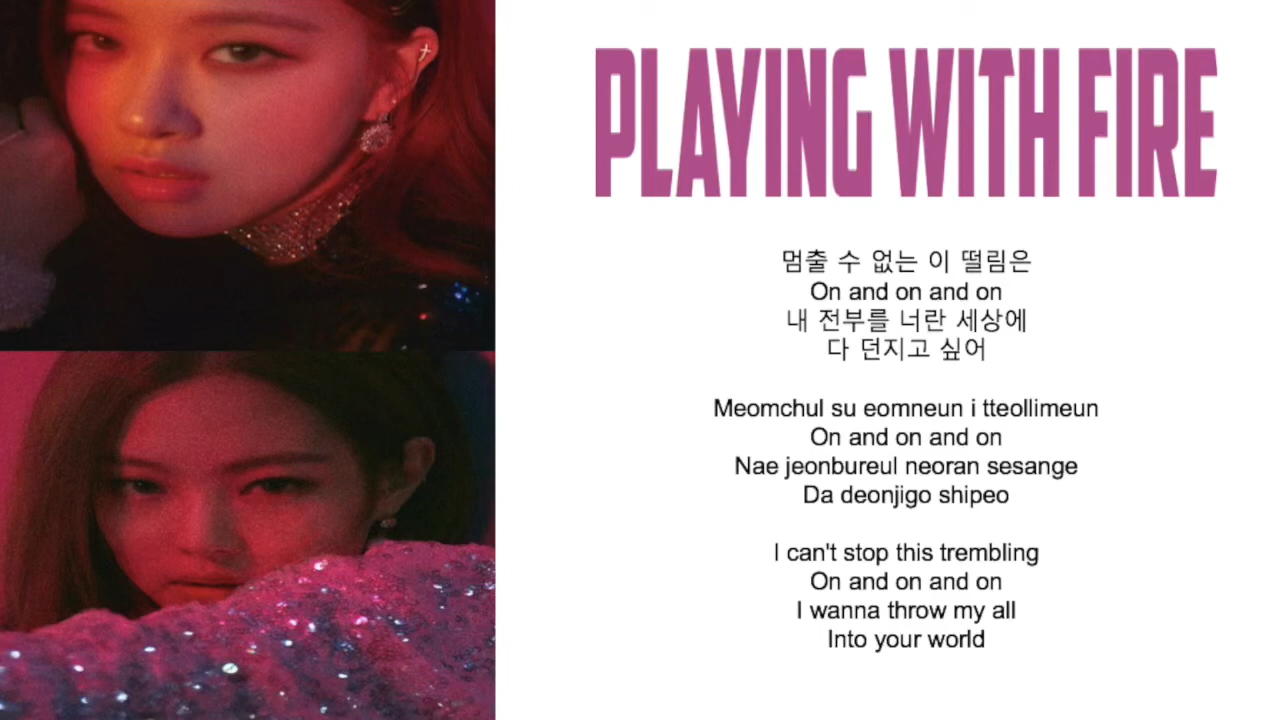 PLAYING WITH FIRE
멈출 수 없는 이 떨림은
On and on and on
내 전부를 너란 세상에
다 던지고 싶어
Meomchul su eomneun i tteollimeun
On and on and on
Nae jeonbureul neoran sesange
Da deonjigo shipeo
I can't stop this trembling
On and on and on
I wanna throw my all
Into your world